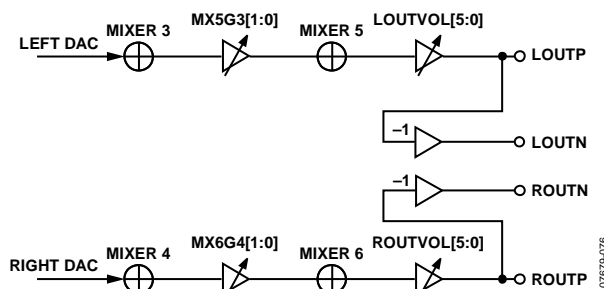 MIXER 3 MX5G3[1:0] MIXER 5 LOUTVOL[5:0]
LEFT DAC LOUTP
–1 LOUTN
–1 ROUTN
MIXER 4 MX6G4[1:0] MIXER 6 ROUTVOL[5:0]
RIGHT DAC ROUTP
07679-076